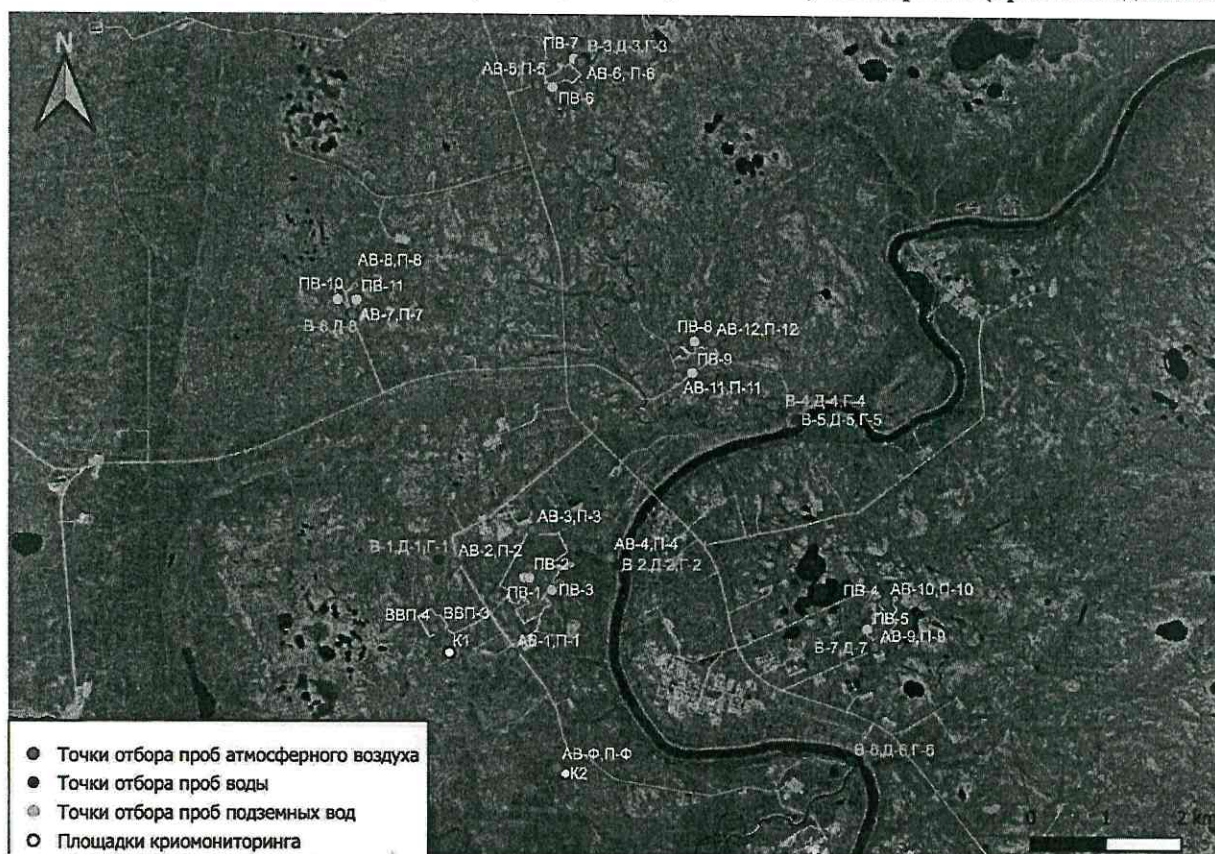 N
ПВ-7 В-3,Д-3,Г-3
АВ-5,П-5 АВ-6, П-6
ПВ-6
АВ-8,П-8
ПВ-10 ПВ-11
АВ-7,П-7
В-8,Д-8
ПВ-8 АВ-12,П-12
ПВ-9
АВ-11,П-11
В-4,Д-4,Г-4
В-5,Д-5,Г-5
АВ-3,П-3
В-1,Д-1,Г-1 АВ-2,П-2 АВ-4,П-4
ПВ-2 В-2,Д-2,Г-2
ПВ-1 ПВ-3 ПВ-4 АВ-10,П-10
ВВП-4 ВВП-3 ПВ-5
К1 АВ-1,П-1 АВ-9,П-9
В-7,Д-7
АВ-Ф,П-Ф В-6,Д-6,Г-6
К2
Точки отбора проб атмосферного воздуха
Точки отбора проб воды
Точки отбора проб подземных вод
Площадки криомониторинга
0 1 2 km